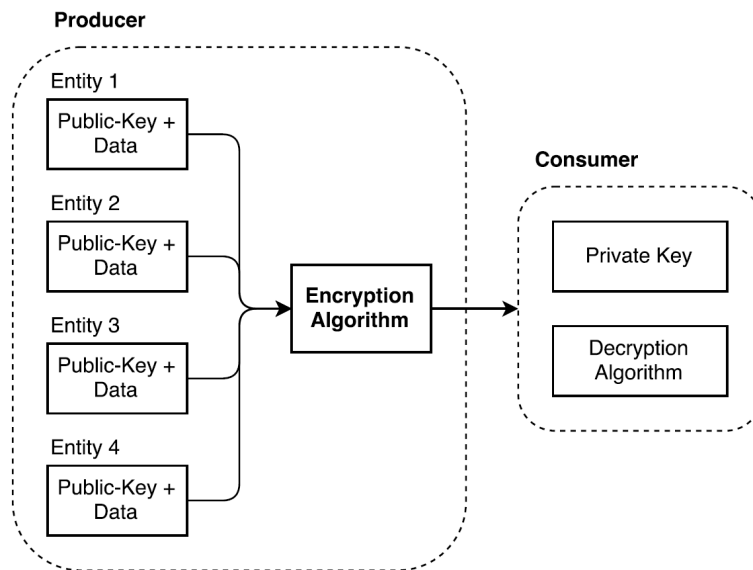 Producer
Entity 1
Public-Key +
Data
Entity 2
Public-Key +
Data
Entity 3
Public-Key +
Data
Entity 4
Public-Key +
Data
Encryption
Algorithm
Consumer
Private Key
Decryption
Algorithm